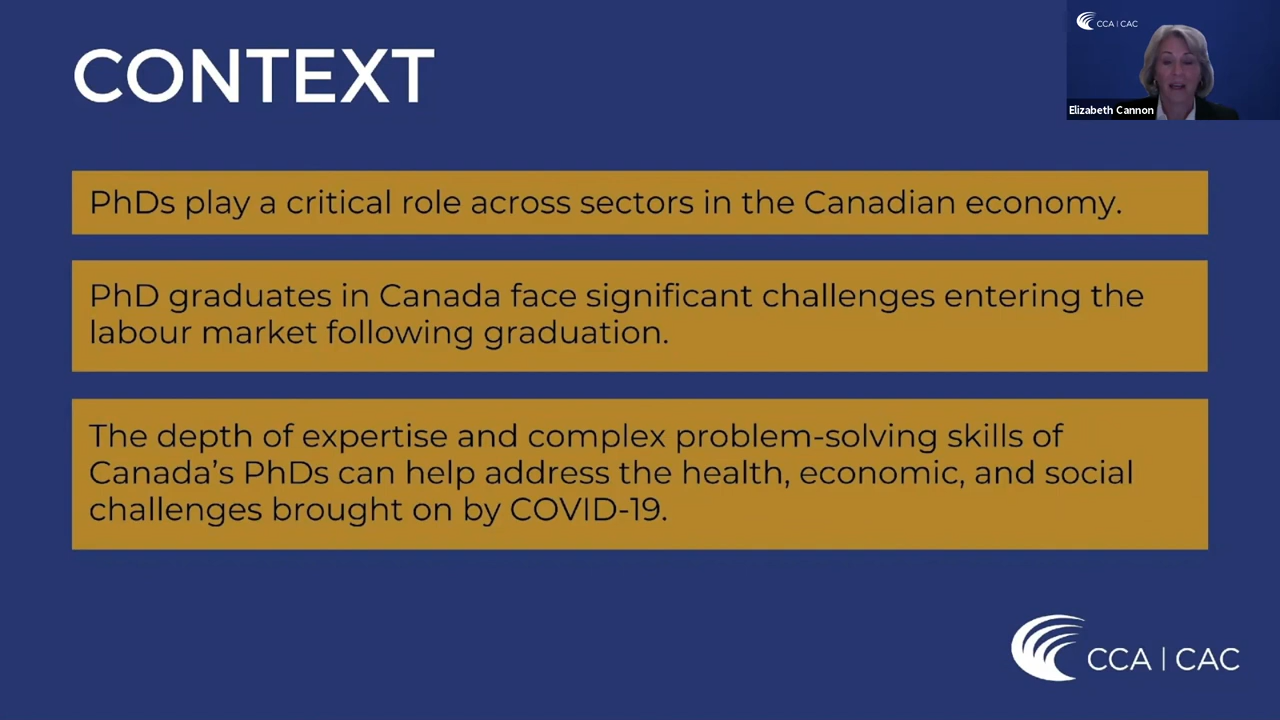 CONTEXT
CCA | CAC
Elizabeth Cannon
PhDs play a critical role across sectors in the Canadian economy.
PhD graduates in Canada face significant challenges entering the
labour market following graduation.
The depth of expertise and complex problem-solving skills of
Canada’s PhDs can help address the health, economic, and social
challenges brought on by COVID-19.
CCA | CAC